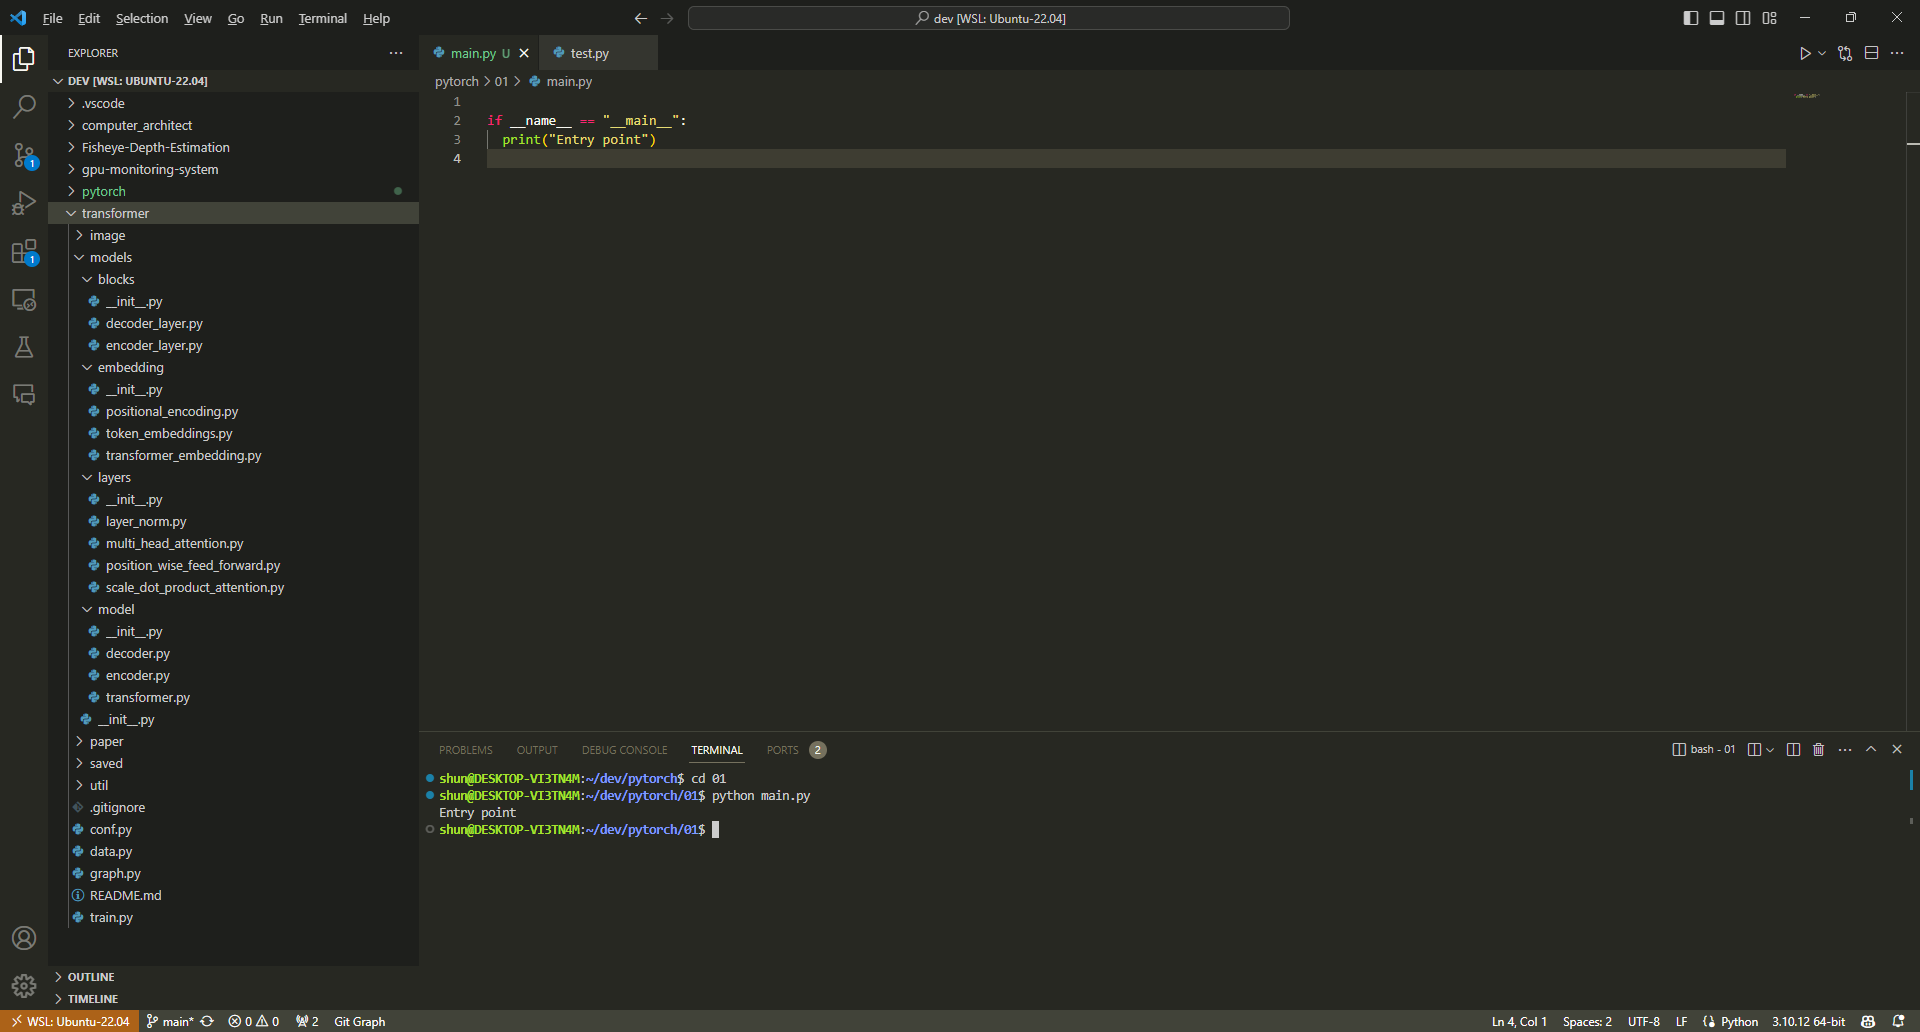 File Edit Selection View Go Run Terminal Help
dev [WSL: Ubuntu-22.04]
EXPLORER
main.py U
test.py
DEV [WSL: UBUNTU-22.04]
pytorch > 01 > main.py
.vscode
computer_architect
Fisheye-Depth-Estimation
gpu-monitoring-system
pytorch
transformer
image
models
blocks
__init__.py
decoder_layer.py
encoder_layer.py
embedding
__init__.py
positional_encoding.py
token_embeddings.py
transformer_embedding.py
layers
__init__.py
layer_norm.py
multi_head_attention.py
position_wise_feed_forward.py
scale_dot_product_attention.py
model
__init__.py
decoder.py
encoder.py
transformer.py
__init__.py
paper
saved
util
.gitignore
conf.py
data.py
graph.py
README.md
train.py
OUTLINE
TIMELINE
1
1
1
2 if __name__ == "__main__":
3 print("Entry point")
4
PROBLEMS OUTPUT DEBUG CONSOLE TERMINAL PORTS 2
bash - 01
shun@DESKTOP-VI3TN4M:~/dev/pytorch$ cd 01
shun@DESKTOP-VI3TN4M:~/dev/pytorch/01$ python main.py
Entry point
shun@DESKTOP-VI3TN4M:~/dev/pytorch/01$
WSL: Ubuntu-22.04 main* 0 0 2 Git Graph
Ln 4, Col 1 Spaces: 2 UTF-8 LF Python 3.10.12 64-bit